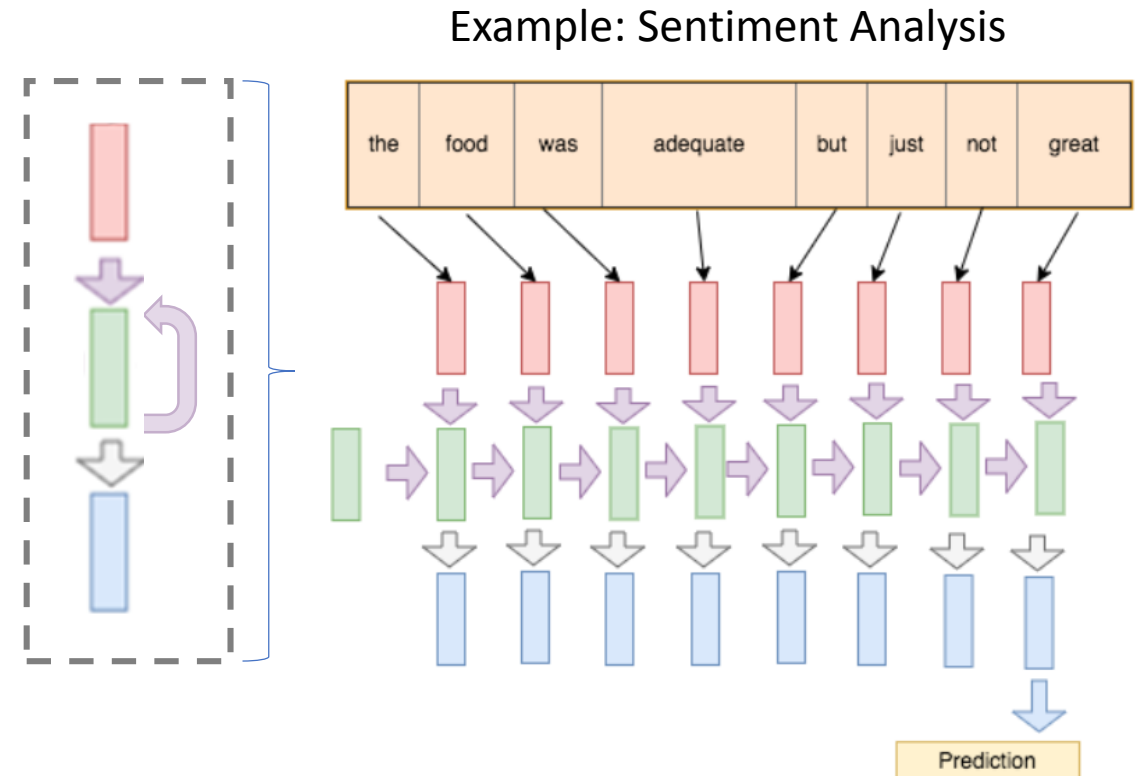 Example: Sentiment Analysis
the food was adequate but just not great
Prediction